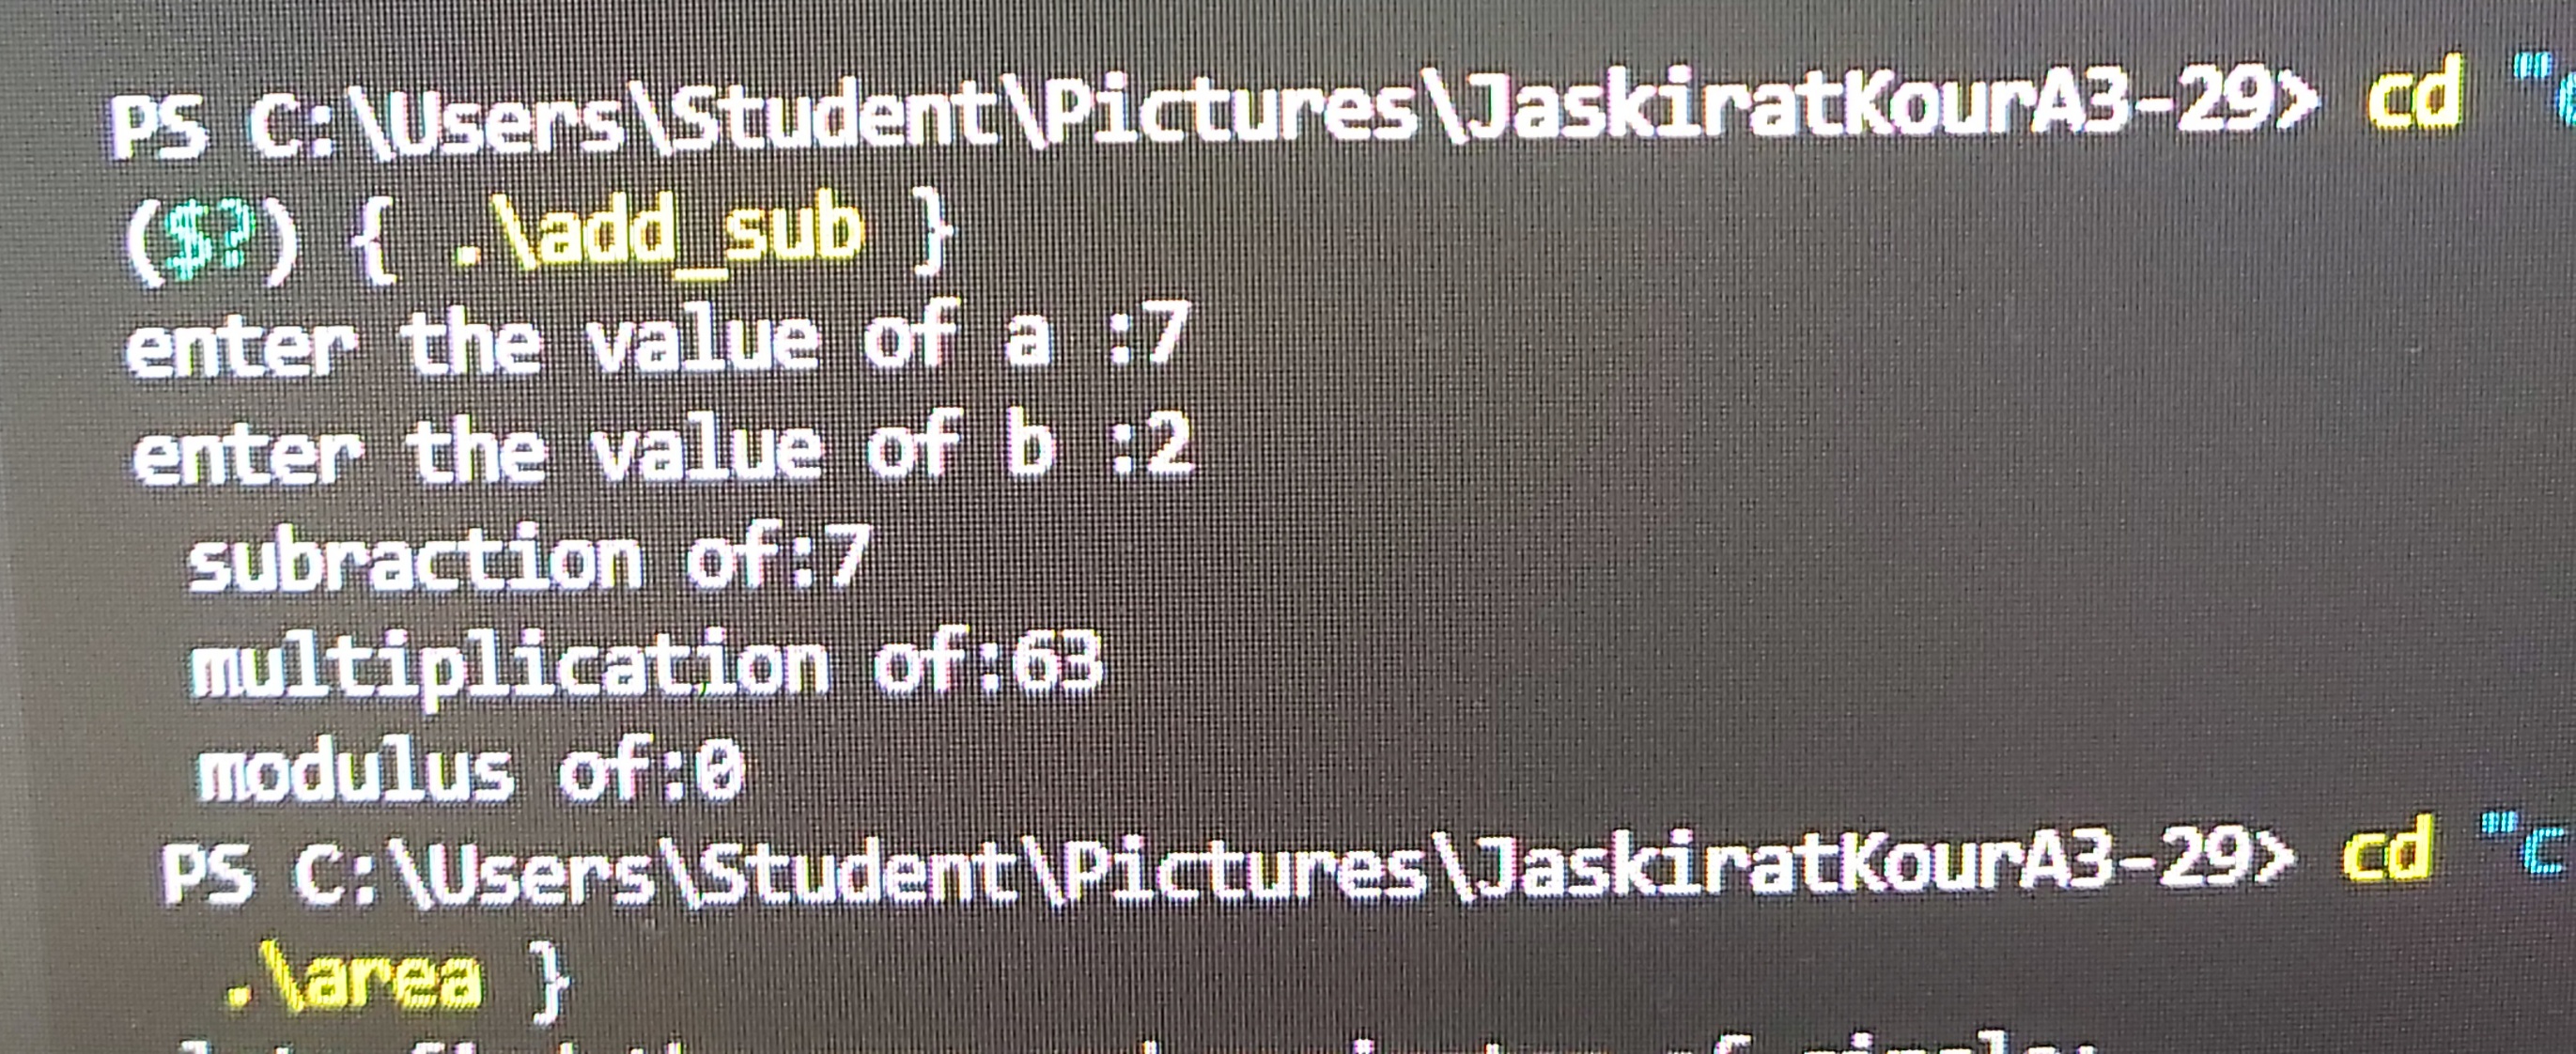 PS C:\Users\Student\Pictures\JaskiratKourA3-29> cd "
($?) { .\add_sub }
enter the value of a :7
enter the value of b :2
subraction of:7
multiplication of:63
modulus of:0
PS C:\Users\Student\Pictures\JaskiratKourA3-29> cd "c
.\area }